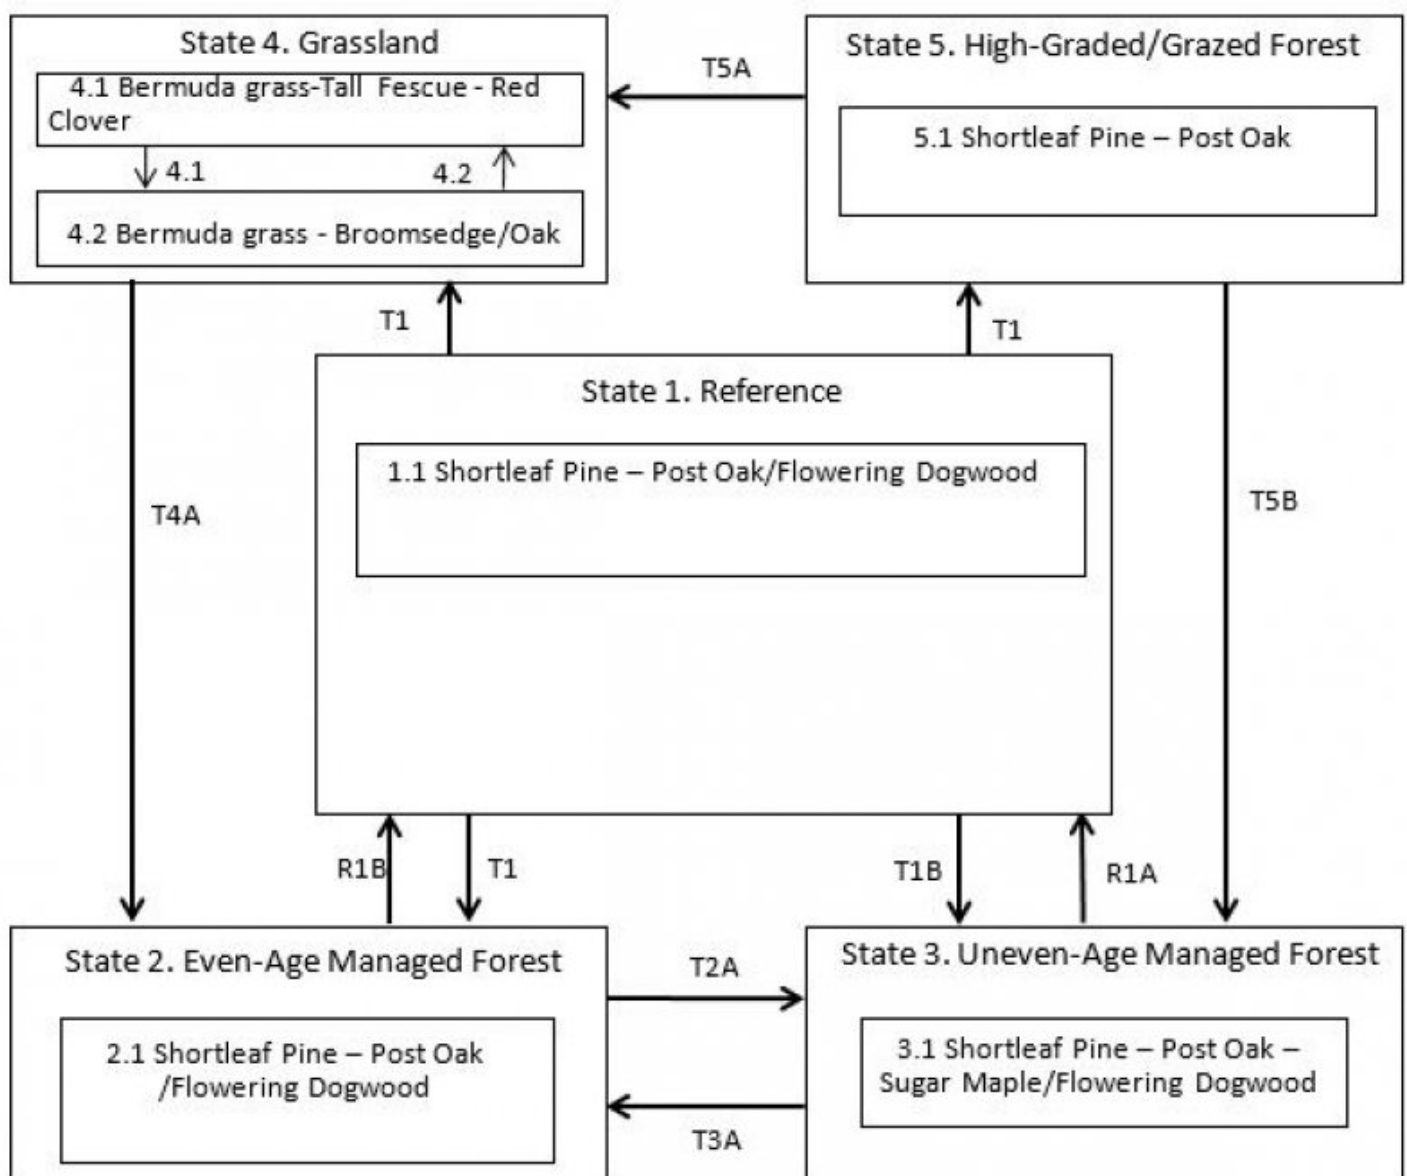 State 4. Grassland
4.1 Bermuda grass-Tall Fescue - Red
Clover
4.1
4.2
4.2 Bermuda grass - Broomsedge/Oak
T5A
State 5. High-Graded/Grazed Forest
5.1 Shortleaf Pine – Post Oak
T1
T1
State 1. Reference
1.1 Shortleaf Pine – Post Oak/Flowering Dogwood
T4A
T5B
R1B
T1
T1B
R1A
State 2. Even-Age Managed Forest
2.1 Shortleaf Pine – Post Oak
/Flowering Dogwood
T2A
T3A
State 3. Uneven-Age Managed Forest
3.1 Shortleaf Pine – Post Oak –
Sugar Maple/Flowering Dogwood